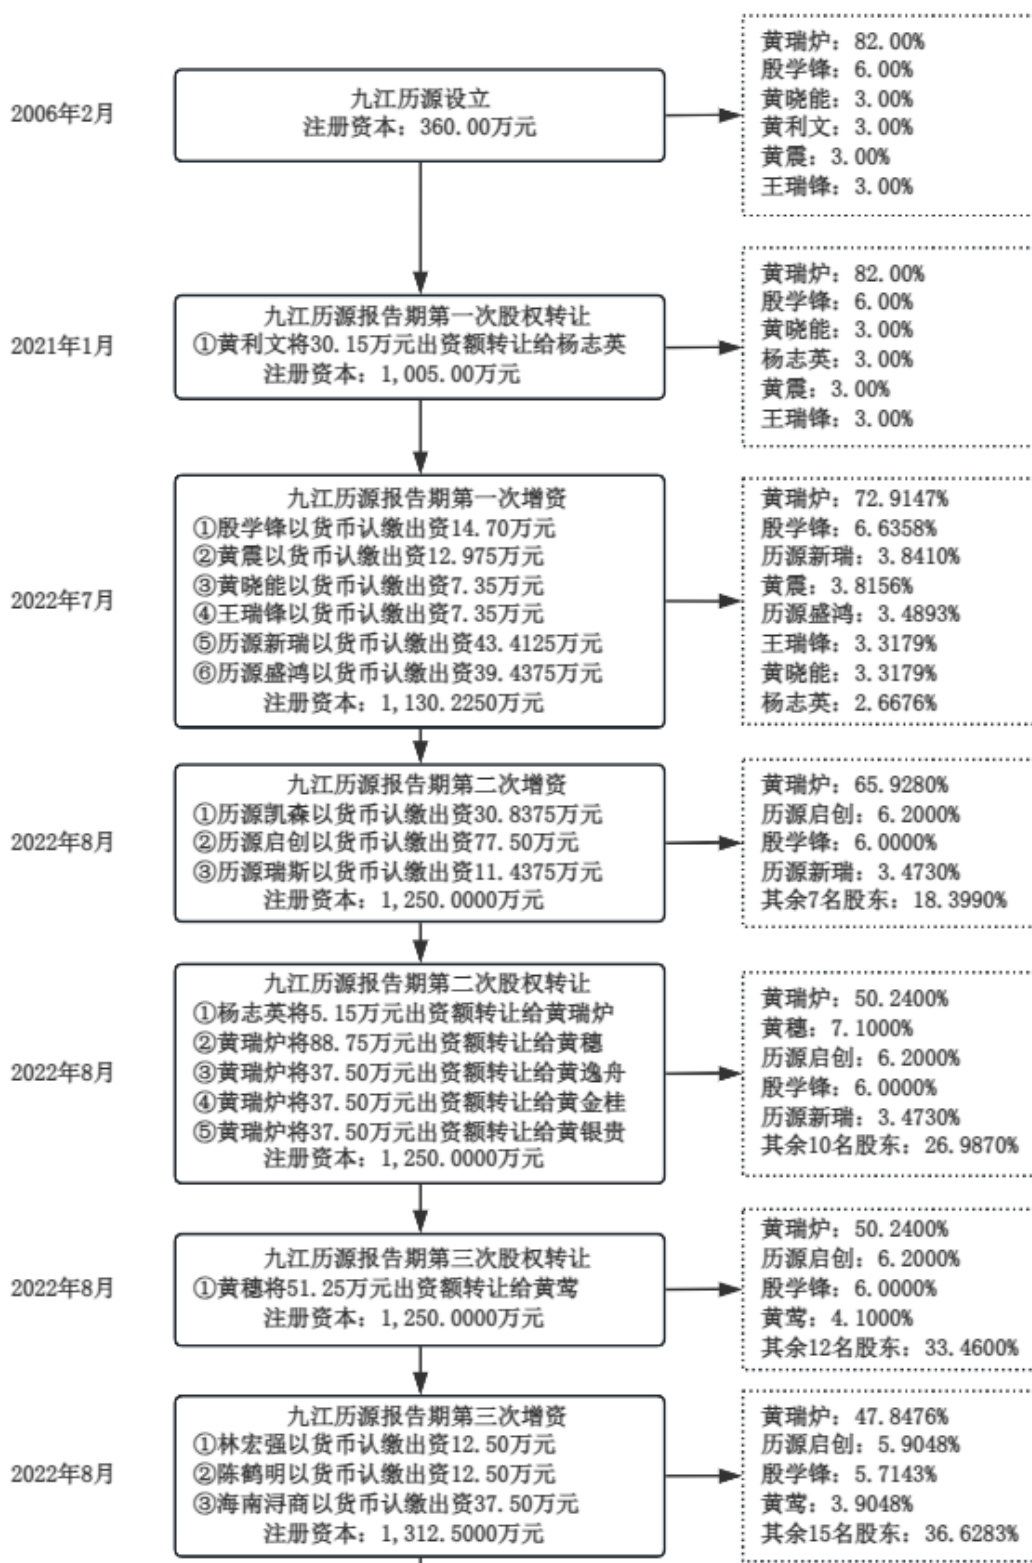 2006年2月
九江历源设立
注册资本：360.00万元
黄瑞炉：82.00%
殷学锋：6.00%
黄晓能：3.00%
黄利文：3.00%
黄震：3.00%
王瑞锋：3.00%
2021年1月
九江历源报告期第一次股权转让
①黄利文将30.15万元出资额转让给杨志英
注册资本：1,005.00万元
黄瑞炉：82.00%
殷学锋：6.00%
黄晓能：3.00%
杨志英：3.00%
黄震：3.00%
王瑞锋：3.00%
2022年7月
九江历源报告期第一次增资
①殷学锋以货币认缴出资14.70万元
②黄震以货币认缴出资12.975万元
③黄晓能以货币认缴出资7.35万元
④王瑞锋以货币认缴出资7.35万元
⑤历源新瑞以货币认缴出资43.4125万元
⑥历源盛鸿以货币认缴出资39.4375万元
注册资本：1,130.2250万元
黄瑞炉：72.9147%
殷学锋：6.6358%
历源新瑞：3.8410%
黄震：3.8156%
历源盛鸿：3.4893%
王瑞锋：3.3179%
黄晓能：3.3179%
杨志英：2.6676%
2022年8月
九江历源报告期第二次增资
①历源凯森以货币认缴出资30.8375万元
②历源启创以货币认缴出资77.50万元
③历源瑞斯以货币认缴出资11.4375万元
注册资本：1,250.0000万元
黄瑞炉：65.9280%
历源启创：6.2000%
殷学锋：6.0000%
历源新瑞：3.4730%
其余7名股东：18.3990%
2022年8月
九江历源报告期第二次股权转让
①杨志英将5.15万元出资额转让给黄瑞炉
②黄瑞炉将88.75万元出资额转让给黄穗
③黄瑞炉将37.50万元出资额转让给黄逸舟
④黄瑞炉将37.50万元出资额转让给黄金桂
⑤黄瑞炉将37.50万元出资额转让给黄银贵
注册资本：1,250.0000万元
黄瑞炉：50.2400%
黄穗：7.1000%
历源启创：6.2000%
殷学锋：6.0000%
历源新瑞：3.4730%
其余10名股东：26.9870%
2022年8月
九江历源报告期第三次股权转让
①黄穗将51.25万元出资额转让给黄莺
注册资本：1,250.0000万元
黄瑞炉：50.2400%
历源启创：6.2000%
殷学锋：6.0000%
黄莺：4.1000%
其余12名股东：33.4600%
2022年8月
九江历源报告期第三次增资
①林宏强以货币认缴出资12.50万元
②陈鹤明以货币认缴出资12.50万元
③海南浔商以货币认缴出资37.50万元
注册资本：1,312.5000万元
黄瑞炉：47.8476%
历源启创：5.9048%
殷学锋：5.7143%
黄莺：3.9048%
其余15名股东：36.6283%